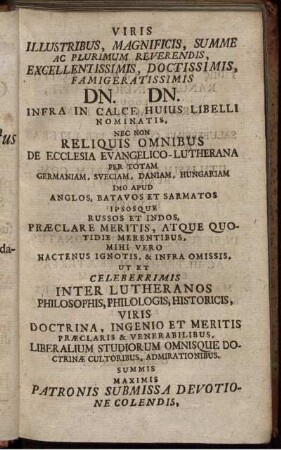 VIRIS
ILLUSTRIBUS, MAGNIFICIS, SUMME
AC PLURIMUM REVERENDIS,
EXCELLENTISSIMIS, DOCTISSIMIS,
FAMIGERATISSIMIS
DN. DN.
INFRA IN CALCE HUIUS LIBELLI
NOMINATIS,
NEC NON
RELIQUIS OMNIBUS
DE ECCLESIA EVANGELICO-LUTHERANA
PER TOTAM
GERMANIAM, SVECIAM, DANIAM, HUNGARIAM
IMO APUD
ANGLOS, BATAVOS ET SARMATOS
IPSOSQUE
RUSSOS ET INDOS,
PRÆCLARE MERITIS, ATQUE QUO-
TIDIE MERENTIBUS,
MIHI VERO
HACTENUS IGNOTIS, & INFRA OMISSIS,
UT ET
CELEBERRIMIS
INTER LUTHERANOS
PHILOSOPHIS, PHILOLOGIS, HISTORICIS,
VIRIS
DOCTRINA, INGENIO ET MERITIS
PRÆCLARIS & VENERABILIBUS,
LIBERALIUM STUDIORUM OMNISQUE DO-
CTRINÆ CULTORIBUS, ADMIRATIONIBUS,
SUMMIS
MAXIMIS
PATRONIS SUBMISSA DEVOTIO-
NE COLENDIS,